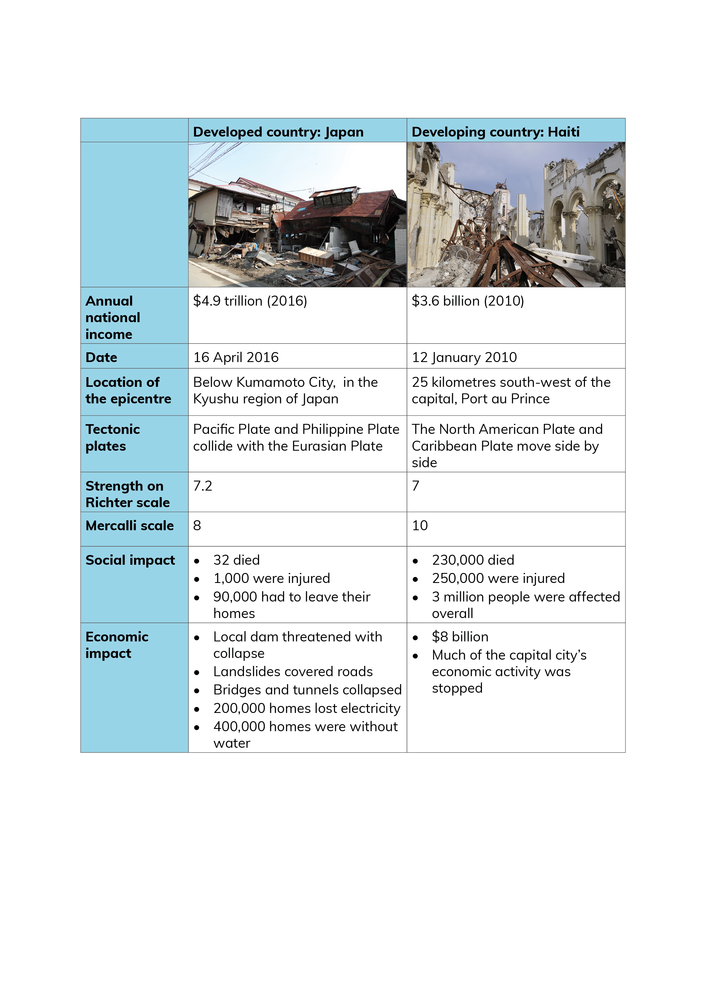 Developed country: Japan
Developing country: Haiti
Annual
national
income
$4.9 trillion (2016)
$3.6 billion (2010)
Date
16 April 2016
12 January 2010
Location of
the epicentre
Below Kumamoto City,  in the
Kyushu region of Japan
25 kilometres south-west of the
capital, Port au Prince
Tectonic
plates
Pacific Plate and Philippine Plate
collide with the Eurasian Plate
The North American Plate and
Caribbean Plate move side by
side
Strength on
Richter scale
7.2
7
Mercalli scale
8
10
Social impact
• 32 died
• 1,000 were injured
• 90,000 had to leave their
homes
• 230,000 died
• 250,000 were injured
• 3 million people were affected
overall
Economic
impact
• Local dam threatened with
collapse
• Landslides covered roads
• Bridges and tunnels collapsed
• 200,000 homes lost electricity
• 400,000 homes were without
water
• $8 billion
• Much of the capital city’s
economic activity was
stopped